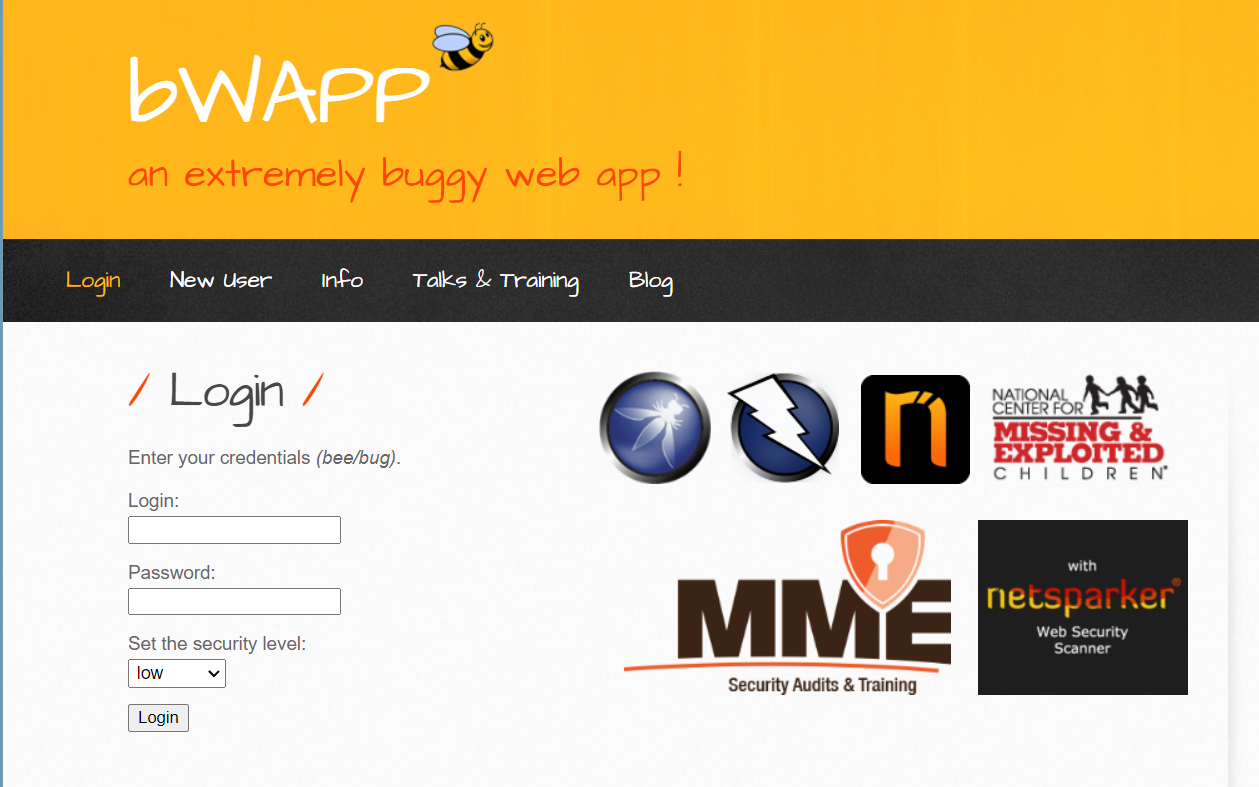 bWAPP
an extremely buggy web app !
Login
New User
Info
Talks & Training
Blog
/ Login /
Enter your credentials (bee/bug).
Login:
Password:
Set the security level:
low
Login
n
NATIONAL
CENTER FOR
MISSING &
EXPLOITED
CHILDREN®
MME
Security Audits & Training
with
netsparker®
Web Security
Scanner